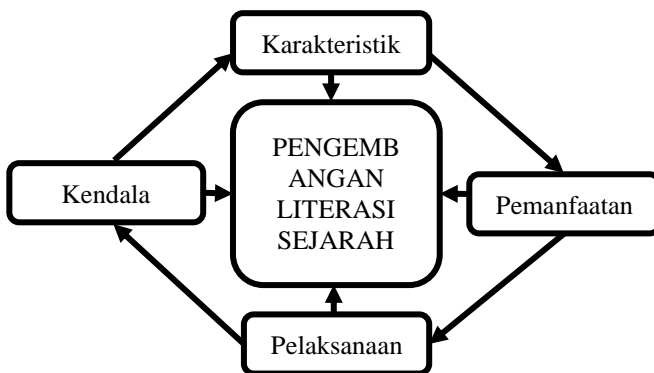 Karakteristik
PENGEMB
ANGAN
LITERASI
SEJARAH
Kendala
Pemanfaatan
Pelaksanaan